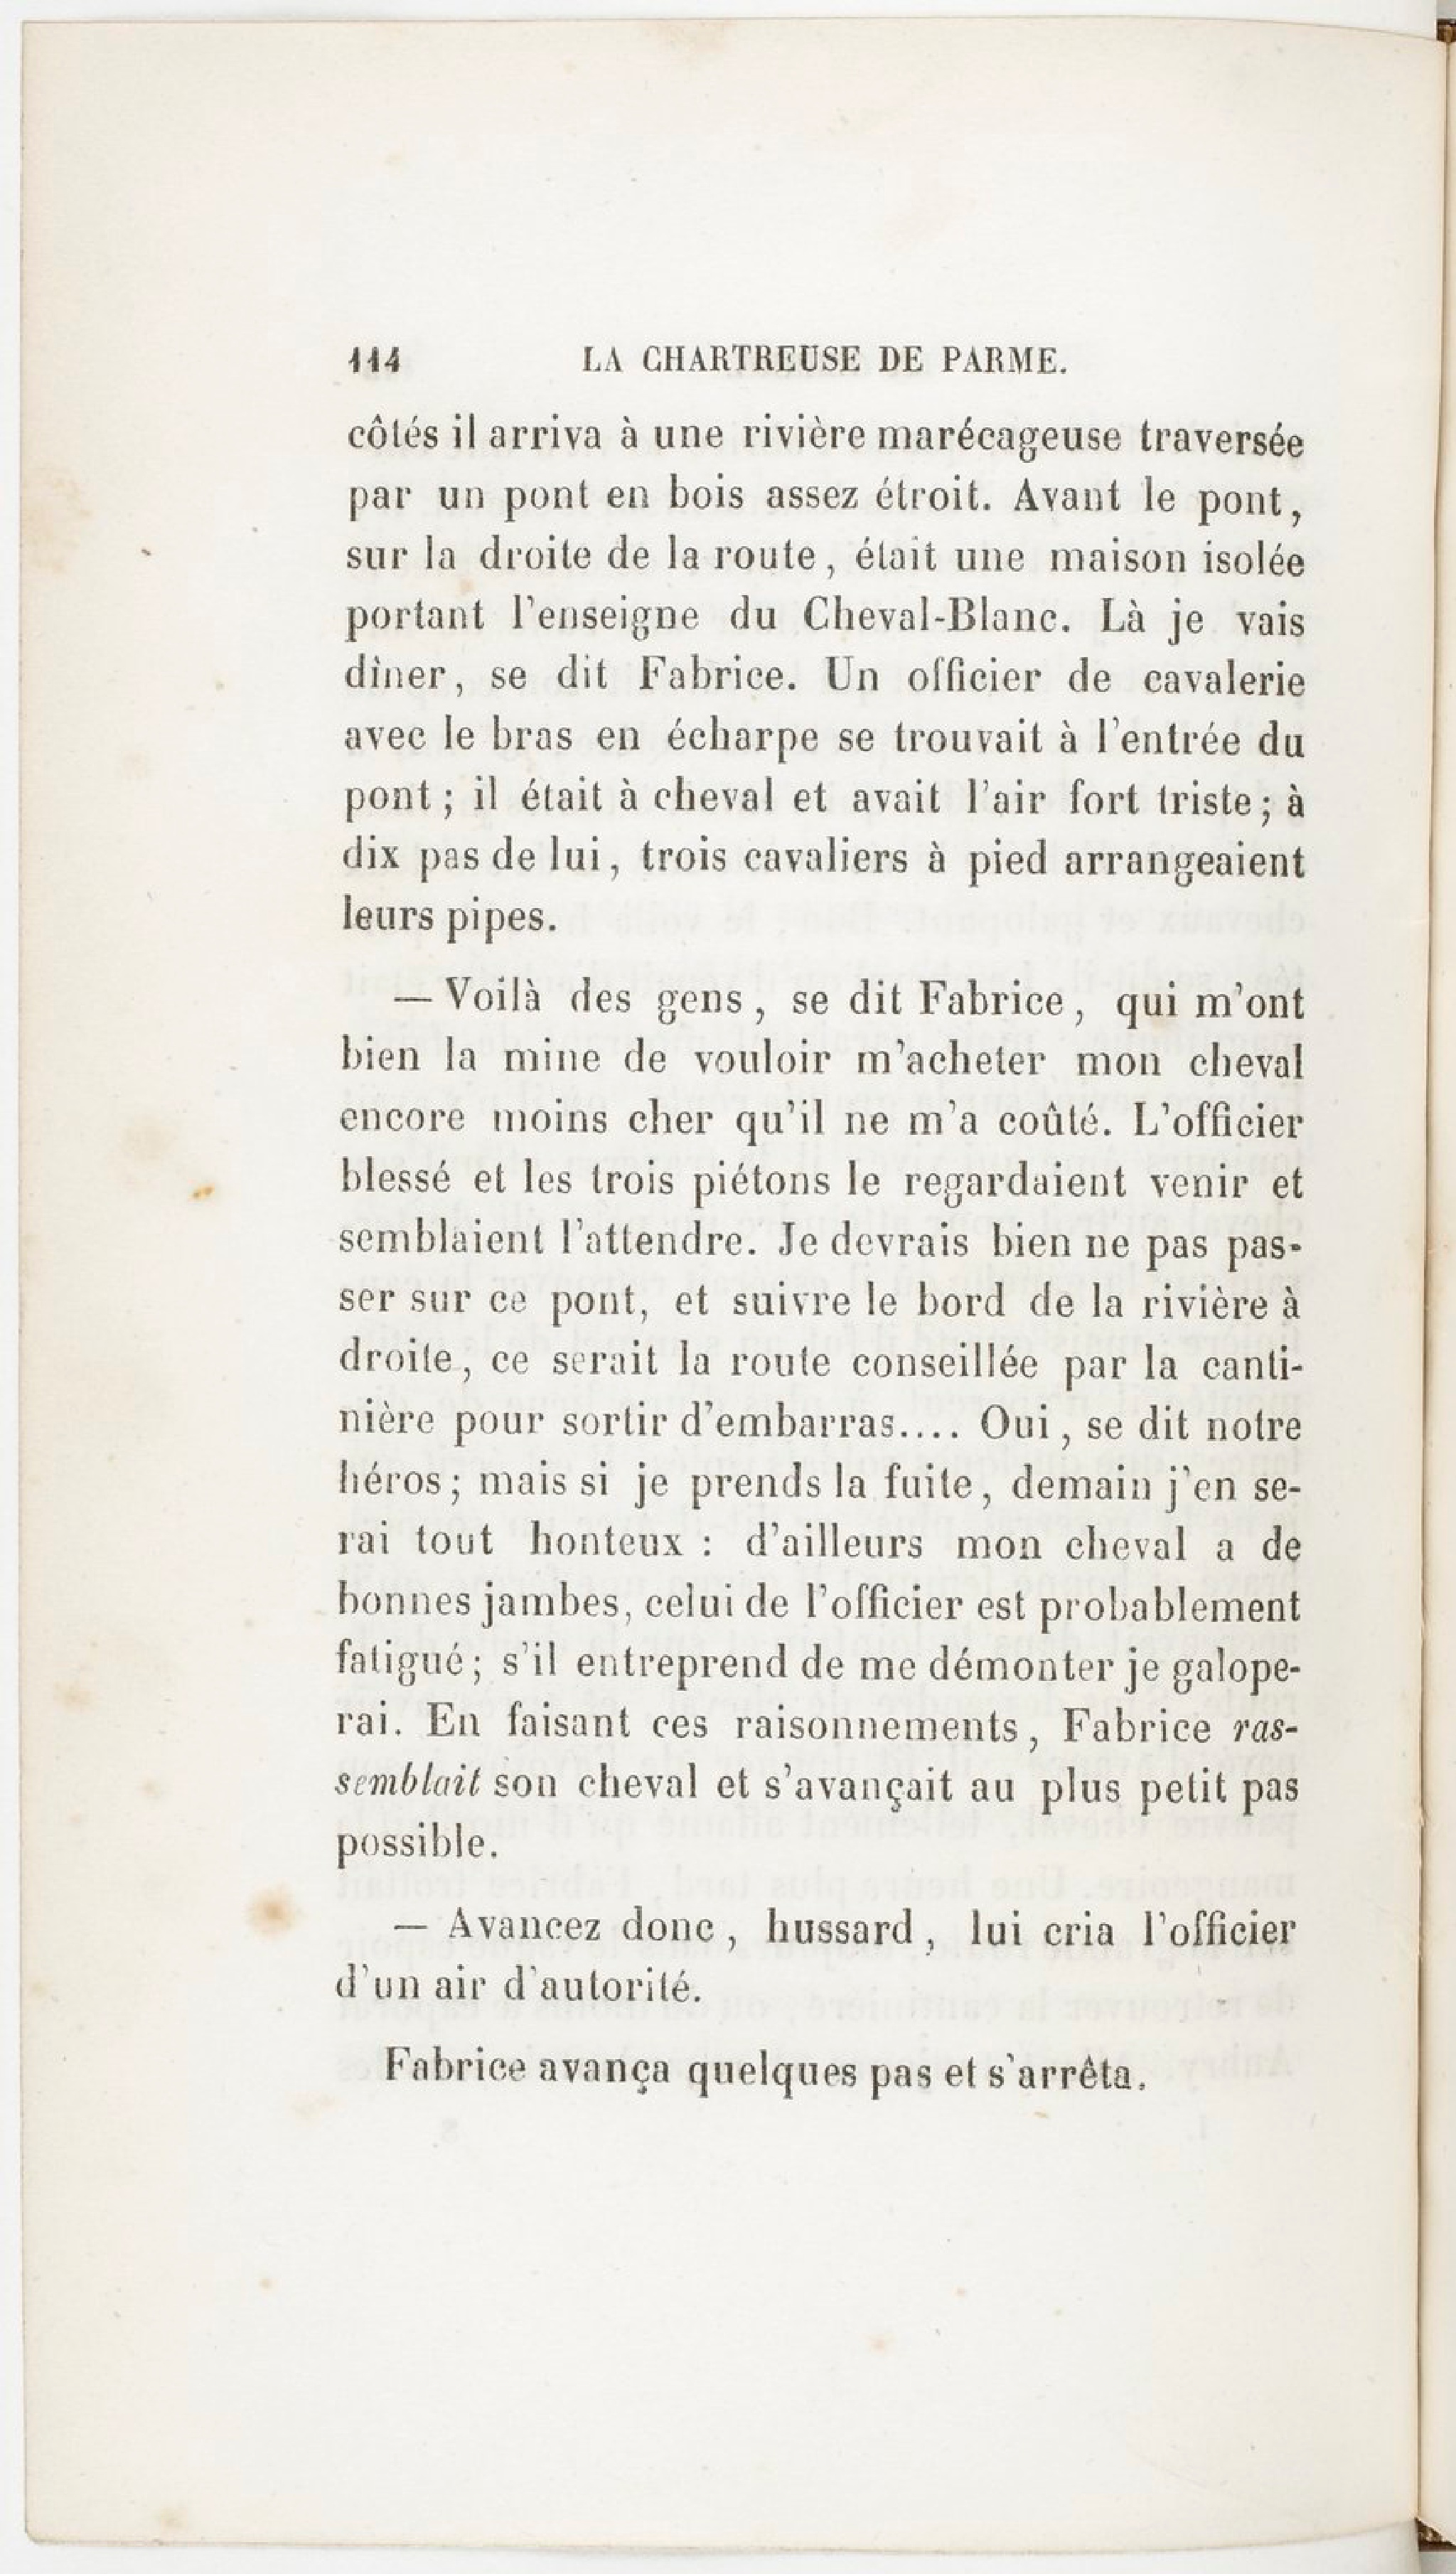 114 LA CHARTREUSE DE PARME.
côtés il arriva à une rivière marécageuse traversée
par un pont en bois assez étroit. Avant le pont,
sur la droite de la route, était une maison isolée
portant l'enseigne du Cheval-Blanc. Là je vais
dîner, se dit Fabrice. Un officier de cavalerie
avec le bras en écharpe se trouvait à l'entrée du
pont; il était à cheval et avait l'air fort triste; à
dix pas de lui, trois cavaliers à pied arrangeaient
leurs pipes.
— Voilà des gens, se dit Fabrice, qui m'ont
bien la mine de vouloir m'acheter mon cheval
encore moins cher qu'il ne m'a coûté. L'officier
blessé et les trois piétons le regardaient venir et
semblaient l'attendre. Je devrais bien ne pas pas-
ser sur ce pont, et suivre le bord de la rivière à
droite, ce serait la route conseillée par la canti-
nière pour sortir d'embarras.... Oui, se dit notre
héros; mais si je prends la fuite, demain j'en se-
rai tout honteux : d'ailleurs mon cheval a de
bonnes jambes, celui de l'officier est probablement
fatigué; s'il entreprend de me démonter je galope-
rai. En faisant ces raisonnements, Fabrice ras-
semblait son cheval et s'avançait au plus petit pas
possible.
— Avancez donc, hussard, lui cria l'officier
d'un air d'autorité.
Fabrice avança quelques pas et s'arrêta.